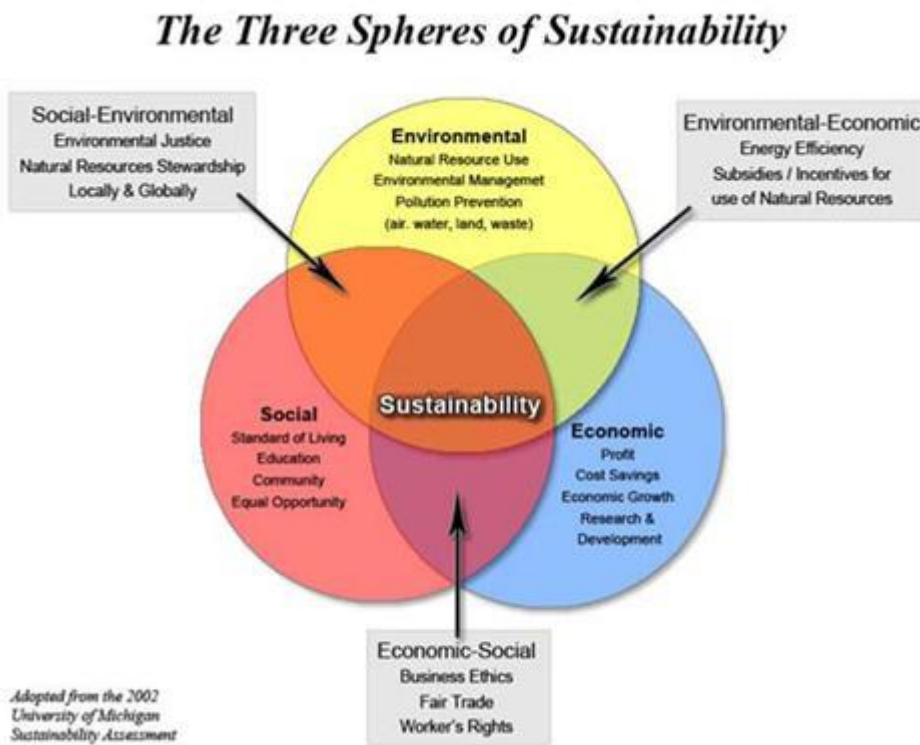 The Three Spheres of Sustainability
Social-Environmental
Environmental Justice
Natural Resources Stewardship
Locally & Globally
Environmental
Natural Resource Use
Environmental Managemet
Pollution Prevention
(air. water, land, waste)
Environmental-Economic
Energy Efficiency
Subsidies / Incentives for
use of Natural Resources
Sustainability
Social
Standard of Living
Education
Community
Equal Opportunity
Economic
Profit
Cost Savings
Economic Growth
Research &
Development
Economic-Social
Business Ethics
Fair Trade
Worker's Rights
Adopted from the 2002
University of Michigan
Sustainability Assessment